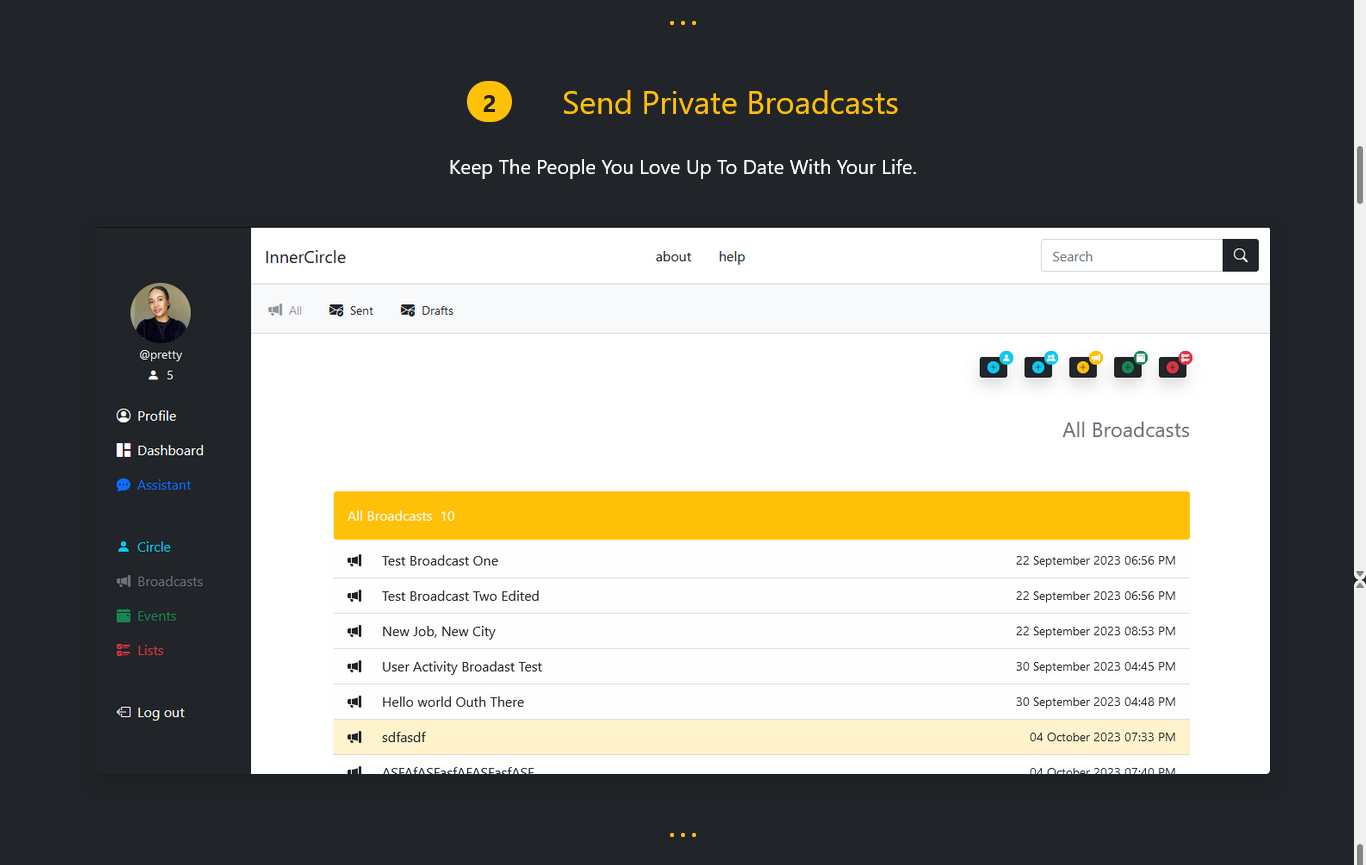 2 Send Private Broadcasts
Keep The People You Love Up To Date With Your Life.
InnerCircle about help Search
All Sent Drafts
@pretty
5
Profile
Dashboard
Assistant
Circle
Broadcasts
Events
Lists
Log out
All Broadcasts
All Broadcasts 10
Test Broadcast One 22 September 2023 06:56 PM
Test Broadcast Two Edited 22 September 2023 06:56 PM
New Job, New City 22 September 2023 08:53 PM
User Activity Broadast Test 30 September 2023 04:45 PM
Hello world Outh There 30 September 2023 04:48 PM
sdfasdf 04 October 2023 07:33 PM
04 October 2023 07:40 PM